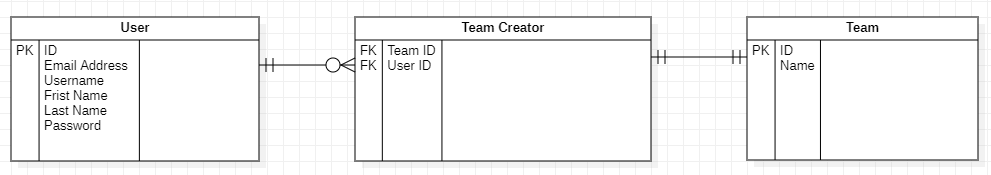 User
PK ID
Email Address
Username
Frist Name
Last Name
Password
Team Creator
FK Team ID
FK User ID
Team
PK ID
Name